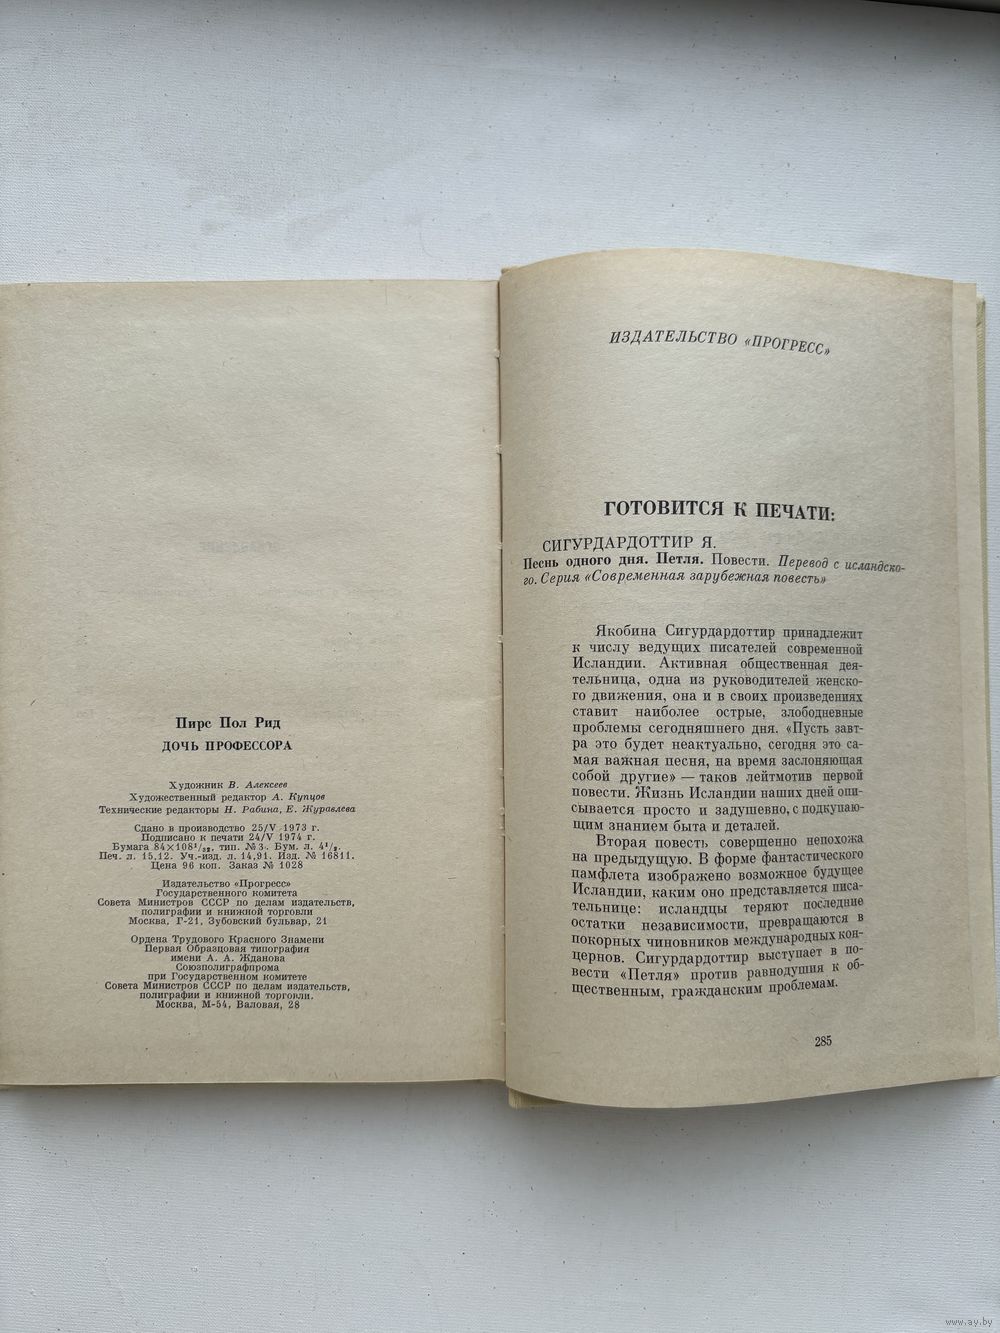 Пирс Пол Рид
ДОЧЬ ПРОФЕССОРА
Художник В. Алексеев
Художественный редактор А. Купцов
Технические редакторы Н. Рабина, Е. Журавлева
Сдано в производство 25/V 1973 г.
Подписано к печати 24/V 1974 г.
Бумага 84×108¹/₃₂, тип. №3. Бум. л. 4¹/₂.
Печ. л. 15,12. Уч.-изд. л. 14,91. Изд. № 16811.
Цена 96 коп. Заказ № 1028
Издательство «Прогресс»
Государственного комитета
Совета Министров СССР по делам издательств,
полиграфии и книжной торговли
Москва, Г-21, Зубовский бульвар, 21
Ордена Трудового Красного Знамени
Первая Образцовая типография
имени А. А. Жданова
Союзполиграфпрома
при Государственном комитете
Совета Министров СССР по делам издательств,
полиграфии и книжной торговли.
Москва, М-54, Валовая, 28
ИЗДАТЕЛЬСТВО «ПРОГРЕСС»
ГОТОВИТСЯ К ПЕЧАТИ:
СИГУРДАРДОТТИР Я.
Песнь одного дня. Петля. Повести. Перевод с исландско-
го. Серия «Современная зарубежная повесть»
Якобина Сигурдардоттир принадлежит
к числу ведущих писателей современной
Исландии. Активная общественная дея-
тельница, одна из руководителей женско-
го движения, она и в своих произведениях
ставит наиболее острые, злободневные
проблемы сегодняшнего дня. «Пусть завт-
ра это будет неактуально, сегодня это са-
мая важная песня, на время заслоняющая
собой другие» — таков лейтмотив первой
повести. Жизнь Исландии наших дней опи-
сывается просто и задушевно, с подкупаю-
щим знанием быта и деталей.
Вторая повесть совершенно непохожа
на предыдущую. В форме фантастического
памфлета изображено возможное будущее
Исландии, каким оно представляется писа-
тельнице: исландцы теряют последние
остатки независимости, превращаются в
покорных чиновников международных кон-
цернов. Сигурдардоттир выступает в по-
вести «Петля» против равнодушия к об-
щественным, гражданским проблемам.
285
www.ay.by